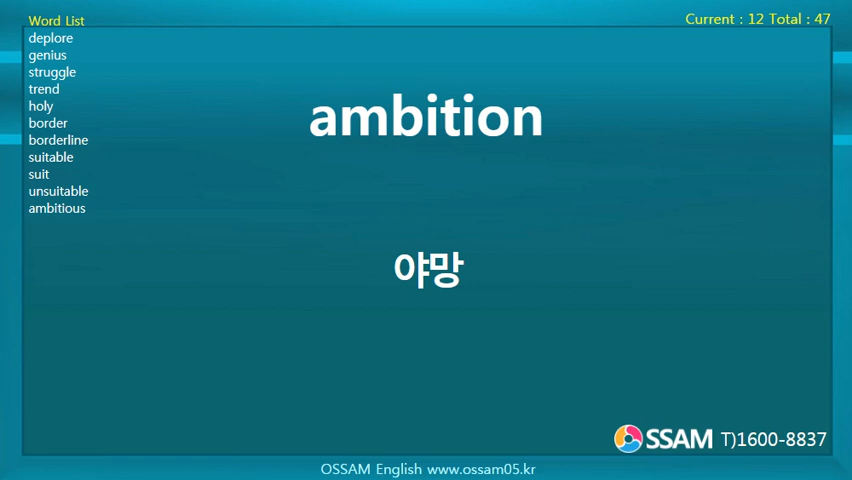 Word List
Current : 12 Total : 47
deplore
genius
struggle
trend
holy
border
borderline
suitable
suit
unsuitable
ambitious
ambition
야망
OSSAM T)1600-8837
OSSAM English www.ossam05.kr